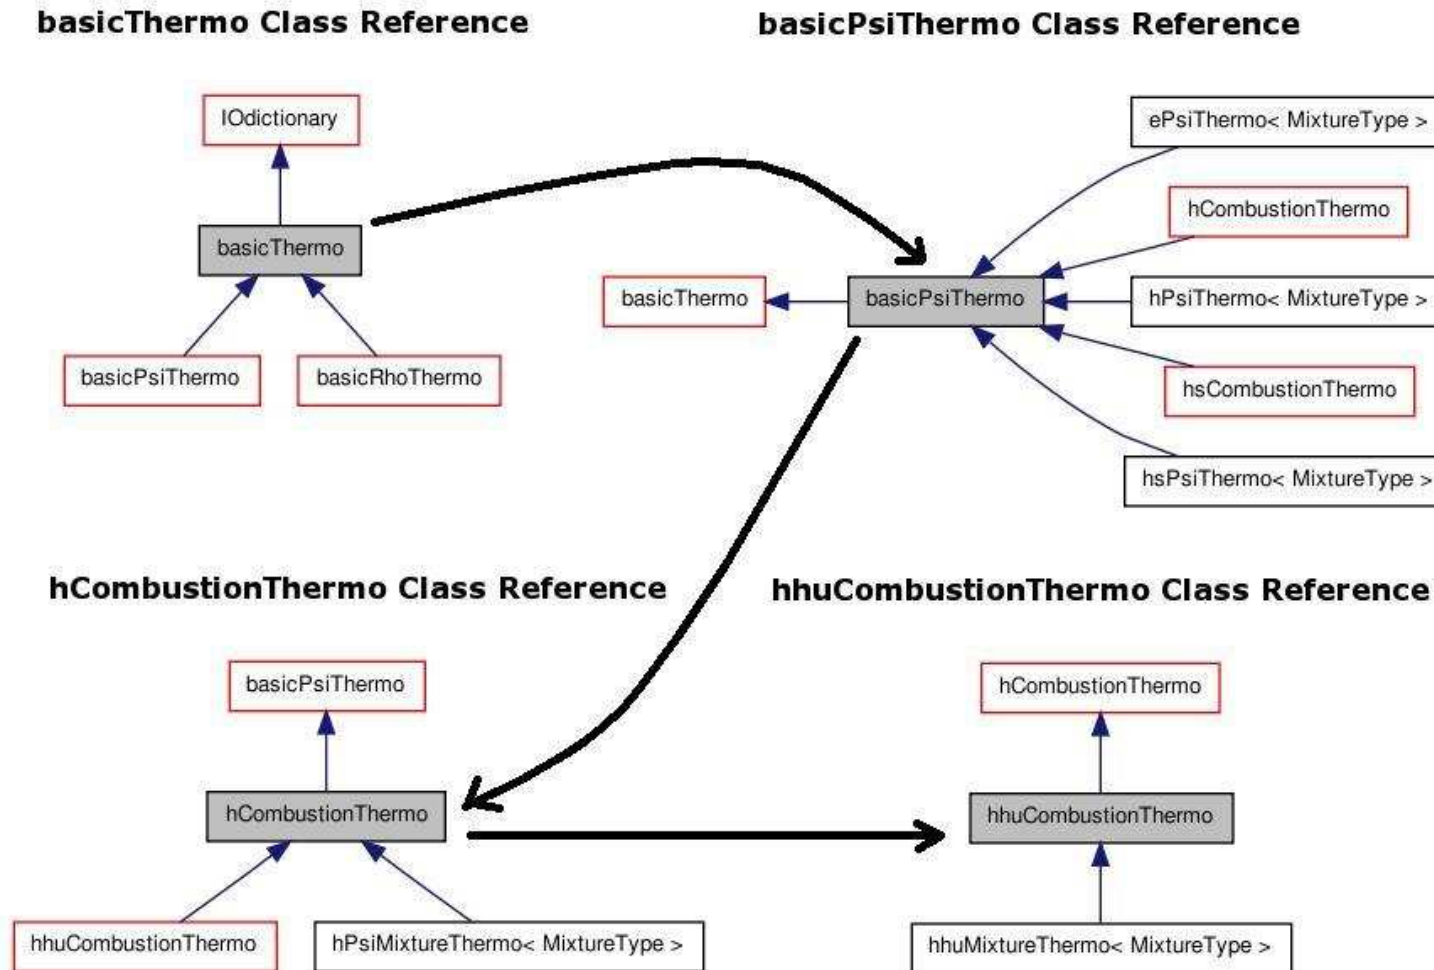 basicThermo Class Reference
IOdictionary
basicThermo
basicPsiThermo
basicRhoThermo
basicPsiThermo Class Reference
ePsiThermo< MixtureType >
hCombustionThermo
basicThermo
basicPsiThermo
hPsiThermo< MixtureType >
hsCombustionThermo
hsPsiThermo< MixtureType >
hCombustionThermo Class Reference
basicPsiThermo
hCombustionThermo
hhuCombustionThermo
hPsiMixtureThermo< MixtureType >
hhuCombustionThermo Class Reference
hCombustionThermo
hhuCombustionThermo
hhuMixtureThermo< MixtureType >